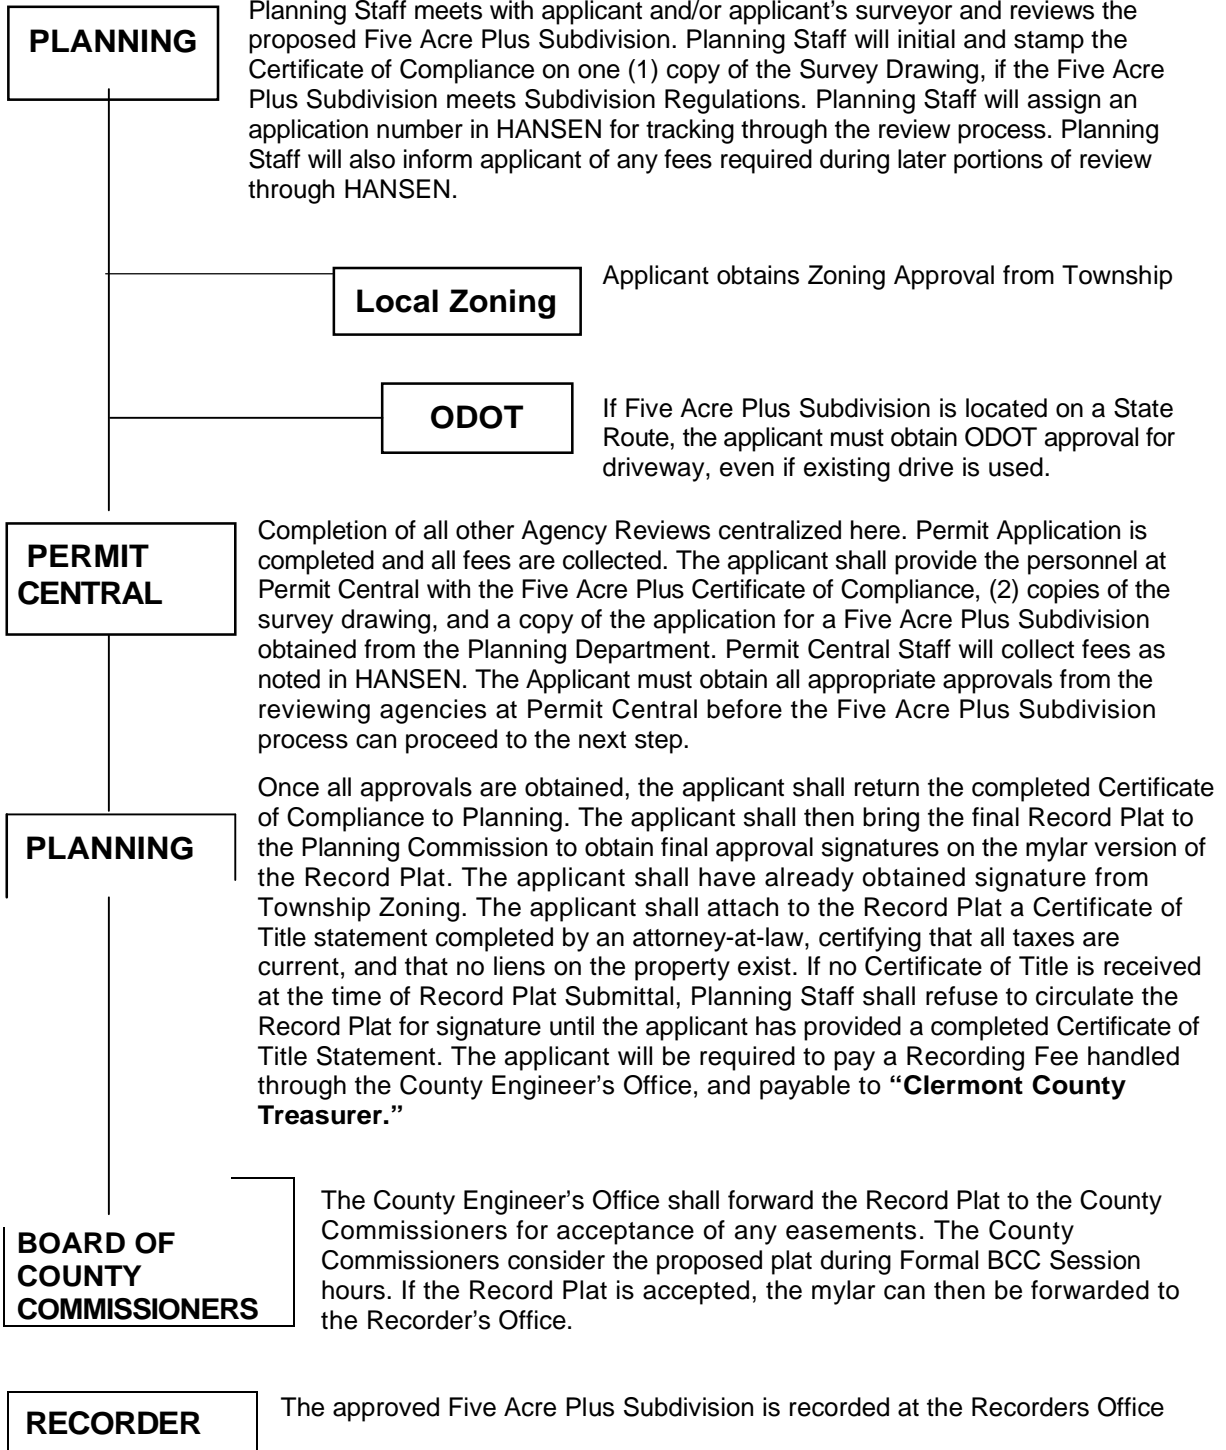 PLANNING
Planning Staff meets with applicant and/or applicant's surveyor and reviews the
proposed Five Acre Plus Subdivision. Planning Staff will initial and stamp the
Certificate of Compliance on one (1) copy of the Survey Drawing, if the Five Acre
Plus Subdivision meets Subdivision Regulations. Planning Staff will assign an
application number in HANSEN for tracking through the review process. Planning
Staff will also inform applicant of any fees required during later portions of review
through HANSEN.
Local Zoning
Applicant obtains Zoning Approval from Township
ODOT
If Five Acre Plus Subdivision is located on a State
Route, the applicant must obtain ODOT approval for
driveway, even if existing drive is used.
PERMIT
CENTRAL
Completion of all other Agency Reviews centralized here. Permit Application is
completed and all fees are collected. The applicant shall provide the personnel at
Permit Central with the Five Acre Plus Certificate of Compliance, (2) copies of the
survey drawing, and a copy of the application for a Five Acre Plus Subdivision
obtained from the Planning Department. Permit Central Staff will collect fees as
noted in HANSEN. The Applicant must obtain all appropriate approvals from the
reviewing agencies at Permit Central before the Five Acre Plus Subdivision
process can proceed to the next step.
PLANNING
Once all approvals are obtained, the applicant shall return the completed Certificate
of Compliance to Planning. The applicant shall then bring the final Record Plat to
the Planning Commission to obtain final approval signatures on the mylar version of
the Record Plat. The applicant shall have already obtained signature from
Township Zoning. The applicant shall attach to the Record Plat a Certificate of
Title statement completed by an attorney-at-law, certifying that all taxes are
current, and that no liens on the property exist. If no Certificate of Title is received
at the time of Record Plat Submittal, Planning Staff shall refuse to circulate the
Record Plat for signature until the applicant has provided a completed Certificate of
Title Statement. The applicant will be required to pay a Recording Fee handled
through the County Engineer's Office, and payable to “Clermont County
Treasurer.”
BOARD OF
COUNTY
COMMISSIONERS
The County Engineer's Office shall forward the Record Plat to the County
Commissioners for acceptance of any easements. The County
Commissioners consider the proposed plat during Formal BCC Session
hours. If the Record Plat is accepted, the mylar can then be forwarded to
the Recorder's Office.
RECORDER
The approved Five Acre Plus Subdivision is recorded at the Recorders Office